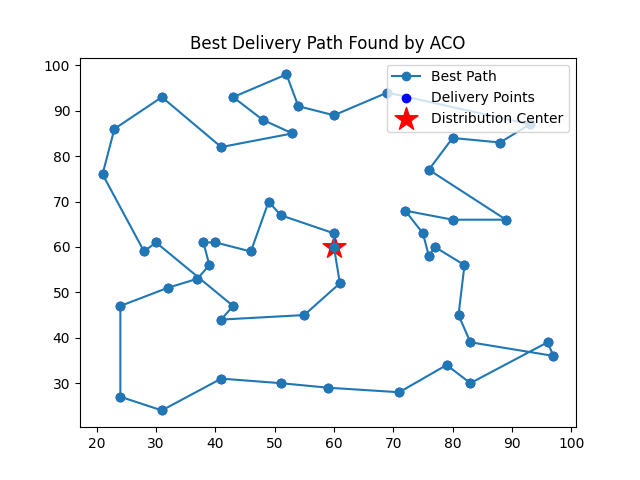 Best Delivery Path Found by ACO
Best Path
Delivery Points
Distribution Center
100
90
80
70
60
50
40
30
20 30 40 50 60 70 80 90 100